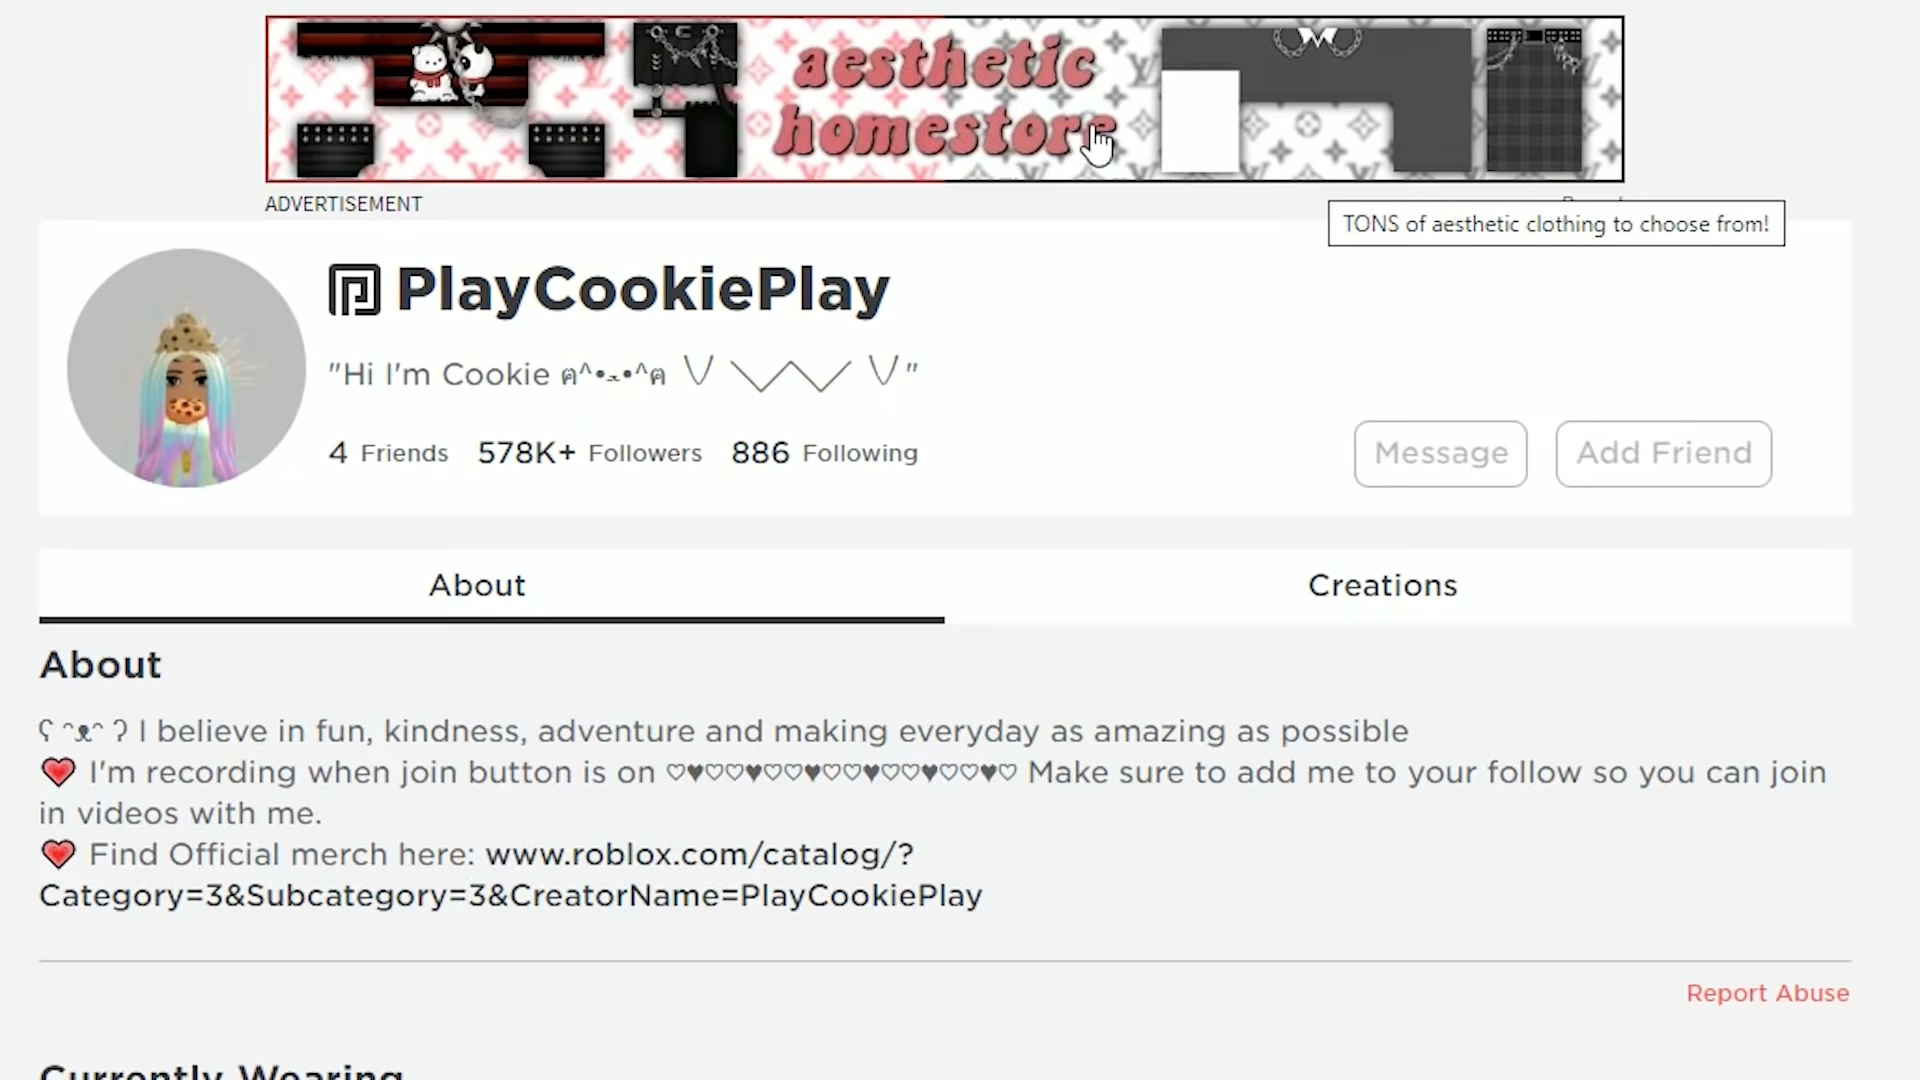 aesthetic
homestore
ADVERTISEMENT
TONS of aesthetic clothing to choose from!
PlayCookiePlay
"Hi I'm Cookie ฅ^•ﻌ•^ฅ \/ \/\/ \/"
4 Friends 578K+ Followers 886 Following
Message Add Friend
About Creations
About
ʕ ᵔᴥᵔ ʔ I believe in fun, kindness, adventure and making everyday as amazing as possible
❤️ I'm recording when join button is on ♡♥♡♡♥♡♡♥♡♡♥♡♡♥♡♡♥♡ Make sure to add me to your follow so you can join
in videos with me.
❤️ Find Official merch here: www.roblox.com/catalog/?
Category=3&Subcategory=3&CreatorName=PlayCookiePlay
Report Abuse
Currently Wearing